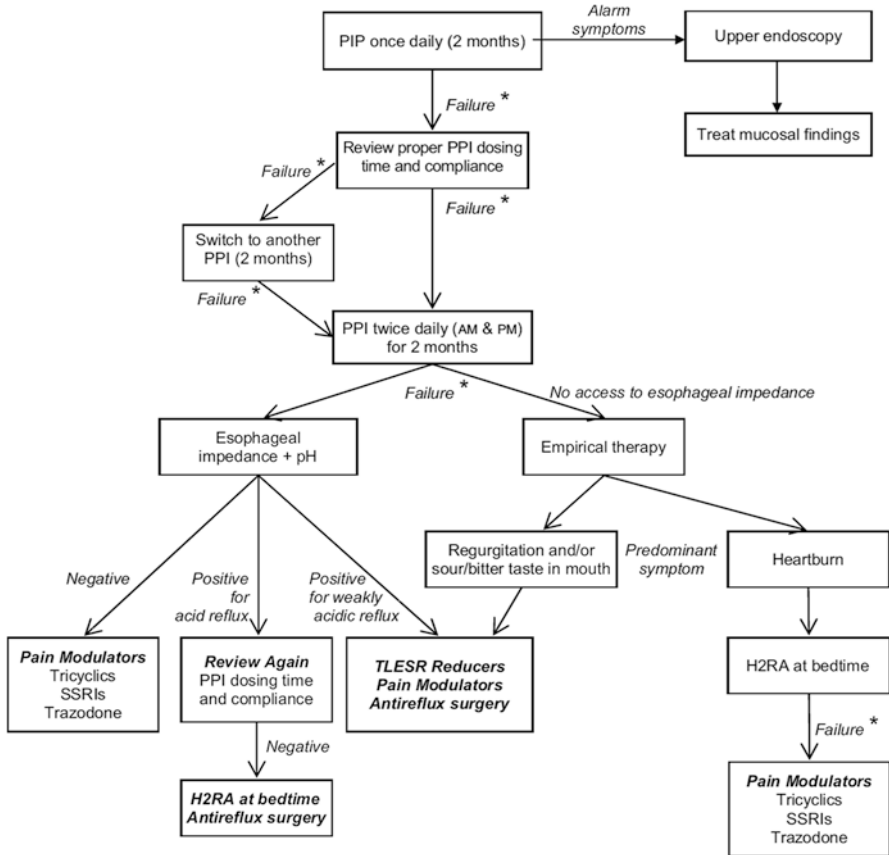 PIP once daily (2 months)
Alarm
symptoms
Upper endoscopy
Treat mucosal findings
Failure *
Review proper PPI dosing
time and compliance
Failure *
Failure *
Switch to another
PPI (2 months)
Failure *
PPI twice daily (AM & PM)
for 2 months
Failure *
No access to esophageal impedance
Esophageal
impedance + pH
Empirical therapy
Negative
Positive
for
acid reflux
Positive
for weakly
acidic reflux
Regurgitation and/or
sour/bitter taste in mouth
Predominant
symptom
Heartburn
Pain Modulators
Tricyclics
SSRIs
Trazodone
Review Again
PPI dosing time
and compliance
TLESR Reducers
Pain Modulators
Antireflux surgery
H2RA at bedtime
Negative
Failure *
H2RA at bedtime
Antireflux surgery
Pain Modulators
Tricyclics
SSRIs
Trazodone